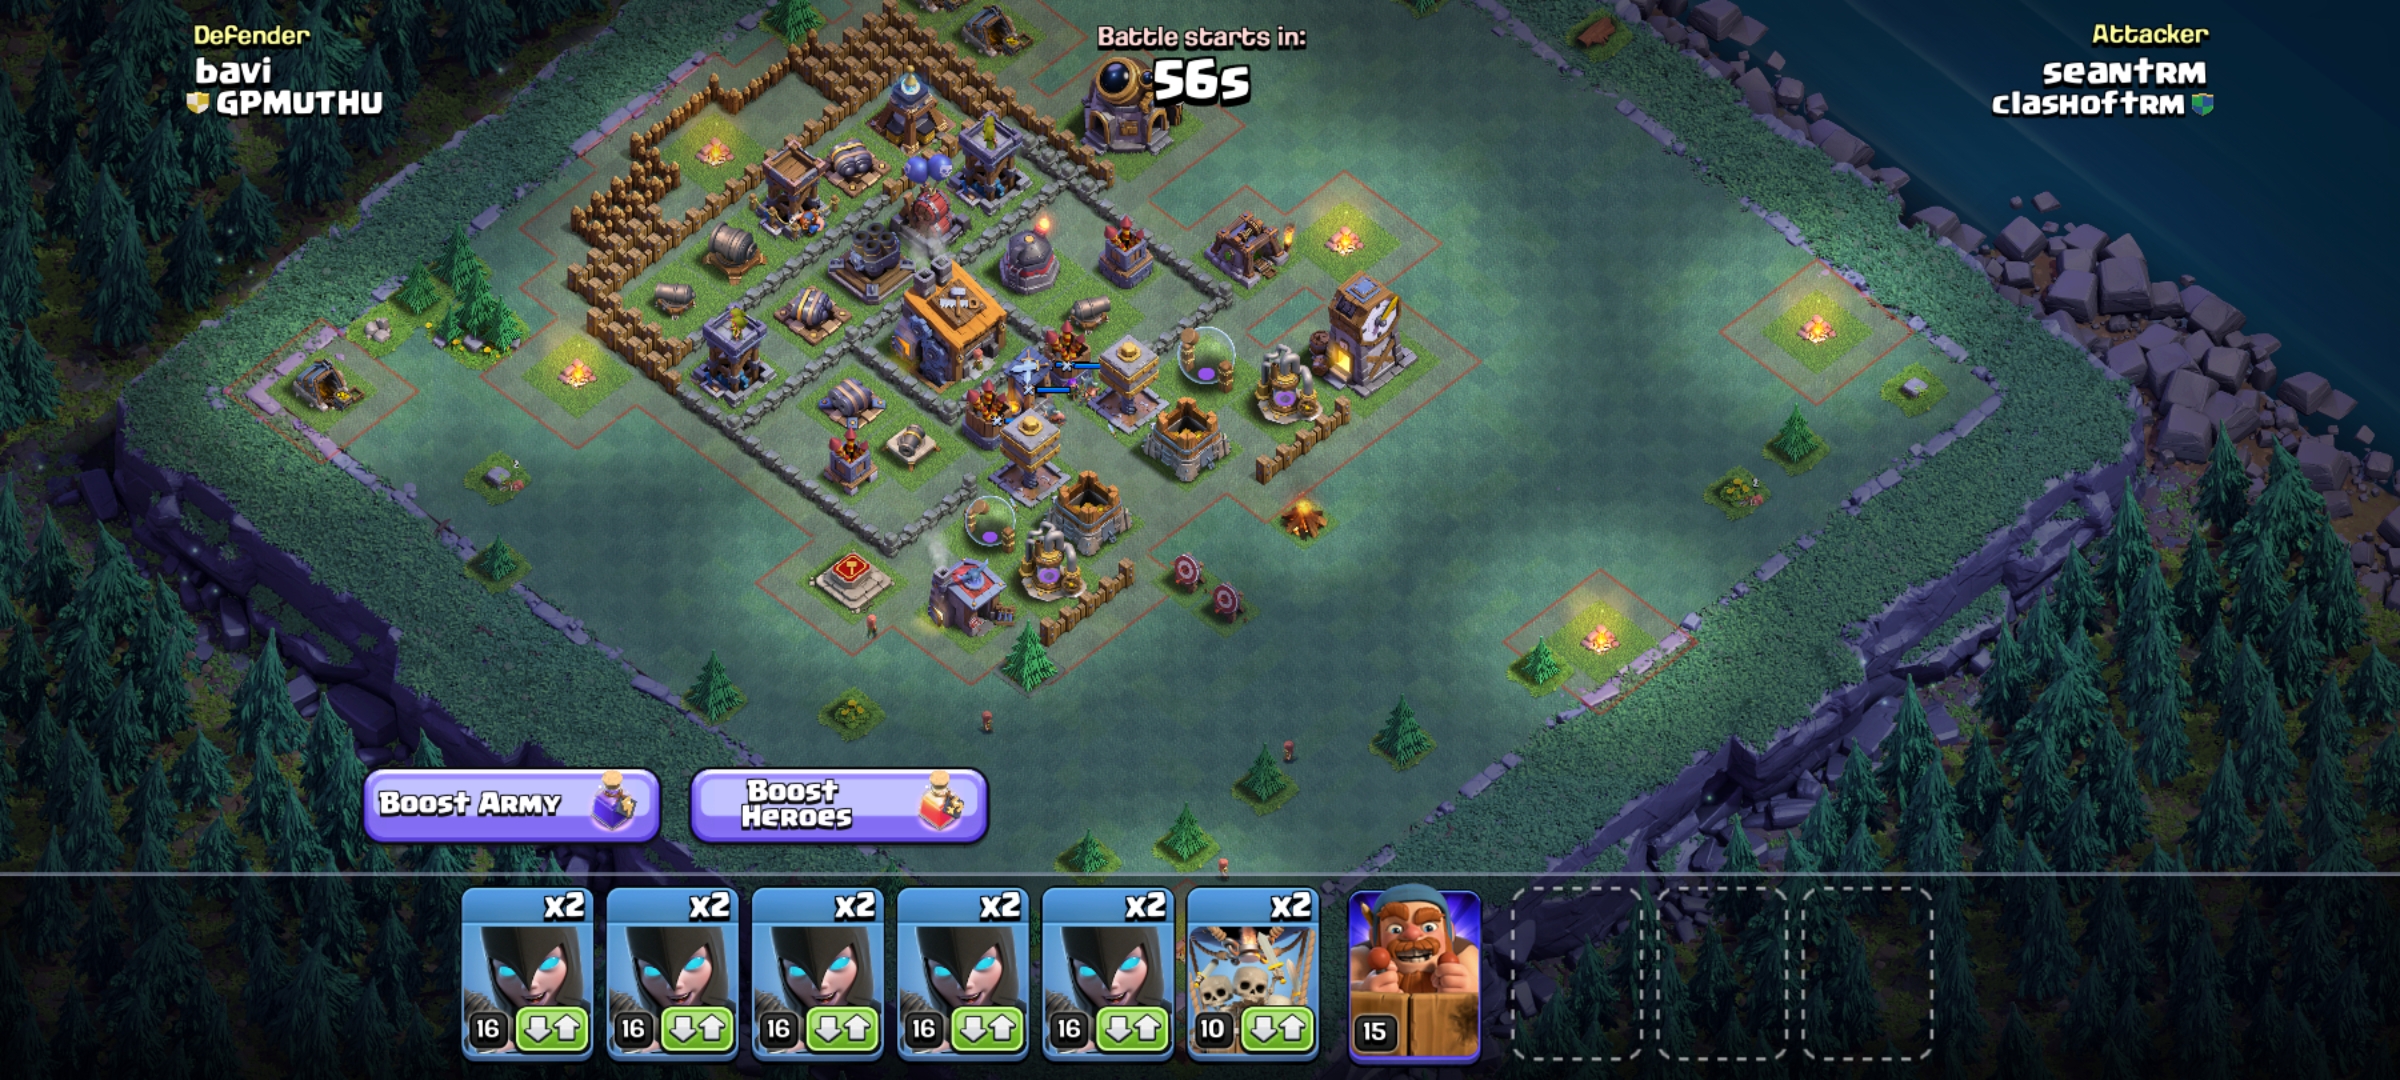 Defender
bavi
GPMUTHU
Battle starts in:
56s
Attacker
seantRM
clashoftRM
Boost Army
Boost
Heroes
x2
x2
x2
x2
x2
x2
16
16
16
16
16
10
15